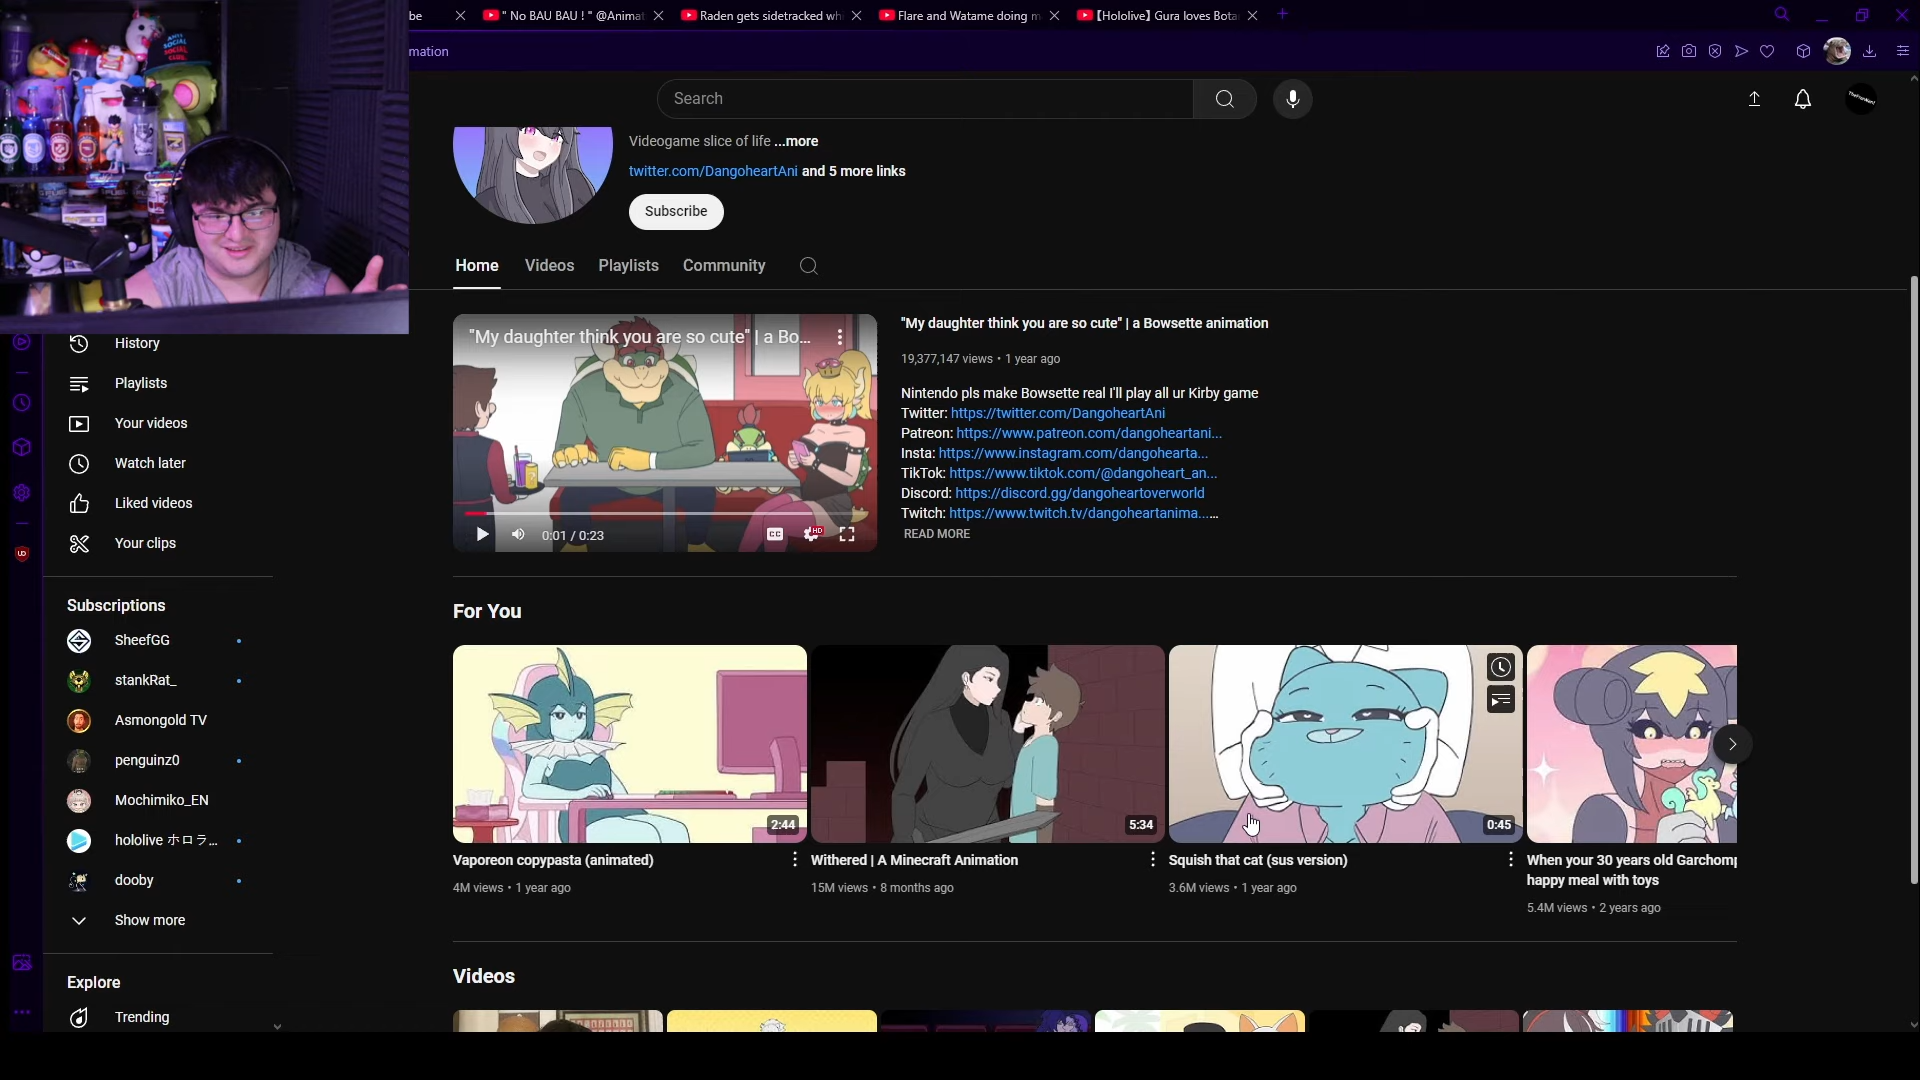 be
" No BAU BAU ! " @Animat
Raden gets sidetracked whi
Flare and Watame doing m
【Hololive】 Gura loves Bota
mation
ANTI
SOCIAL
SOCIAL
CLUB
Search
Videogame slice of life ...more
twitter.com/DangoheartAni and 5 more links
Subscribe
Home
Videos
Playlists
Community
History
Playlists
Your videos
Watch later
Liked videos
Your clips
Subscriptions
SheefGG
stankRat_
Asmongold TV
penguinz0
Mochimiko_EN
hololive ホロラ...
dooby
Show more
Explore
Trending
"My daughter think you are so cute" | a Bo...
0:01 / 0:23
CC
HD
"My daughter think you are so cute" | a Bowsette animation
19,377,147 views • 1 year ago
Nintendo pls make Bowsette real I'll play all ur Kirby game
Twitter: https://twitter.com/DangoheartAni
Patreon: https://www.patreon.com/dangoheartani...
Insta: https://www.instagram.com/dangohearta...
TikTok: https://www.tiktok.com/@dangoheart_an...
Discord: https://discord.gg/dangoheartoverworld
Twitch: https://www.twitch.tv/dangoheartanima......
READ MORE
For You
2:44
5:34
0:45
Vaporeon copypasta (animated)
4M views • 1 year ago
Withered | A Minecraft Animation
15M views • 8 months ago
Squish that cat (sus version)
3.6M views • 1 year ago
When your 30 years old Garchomp
happy meal with toys
5.4M views • 2 years ago
Videos